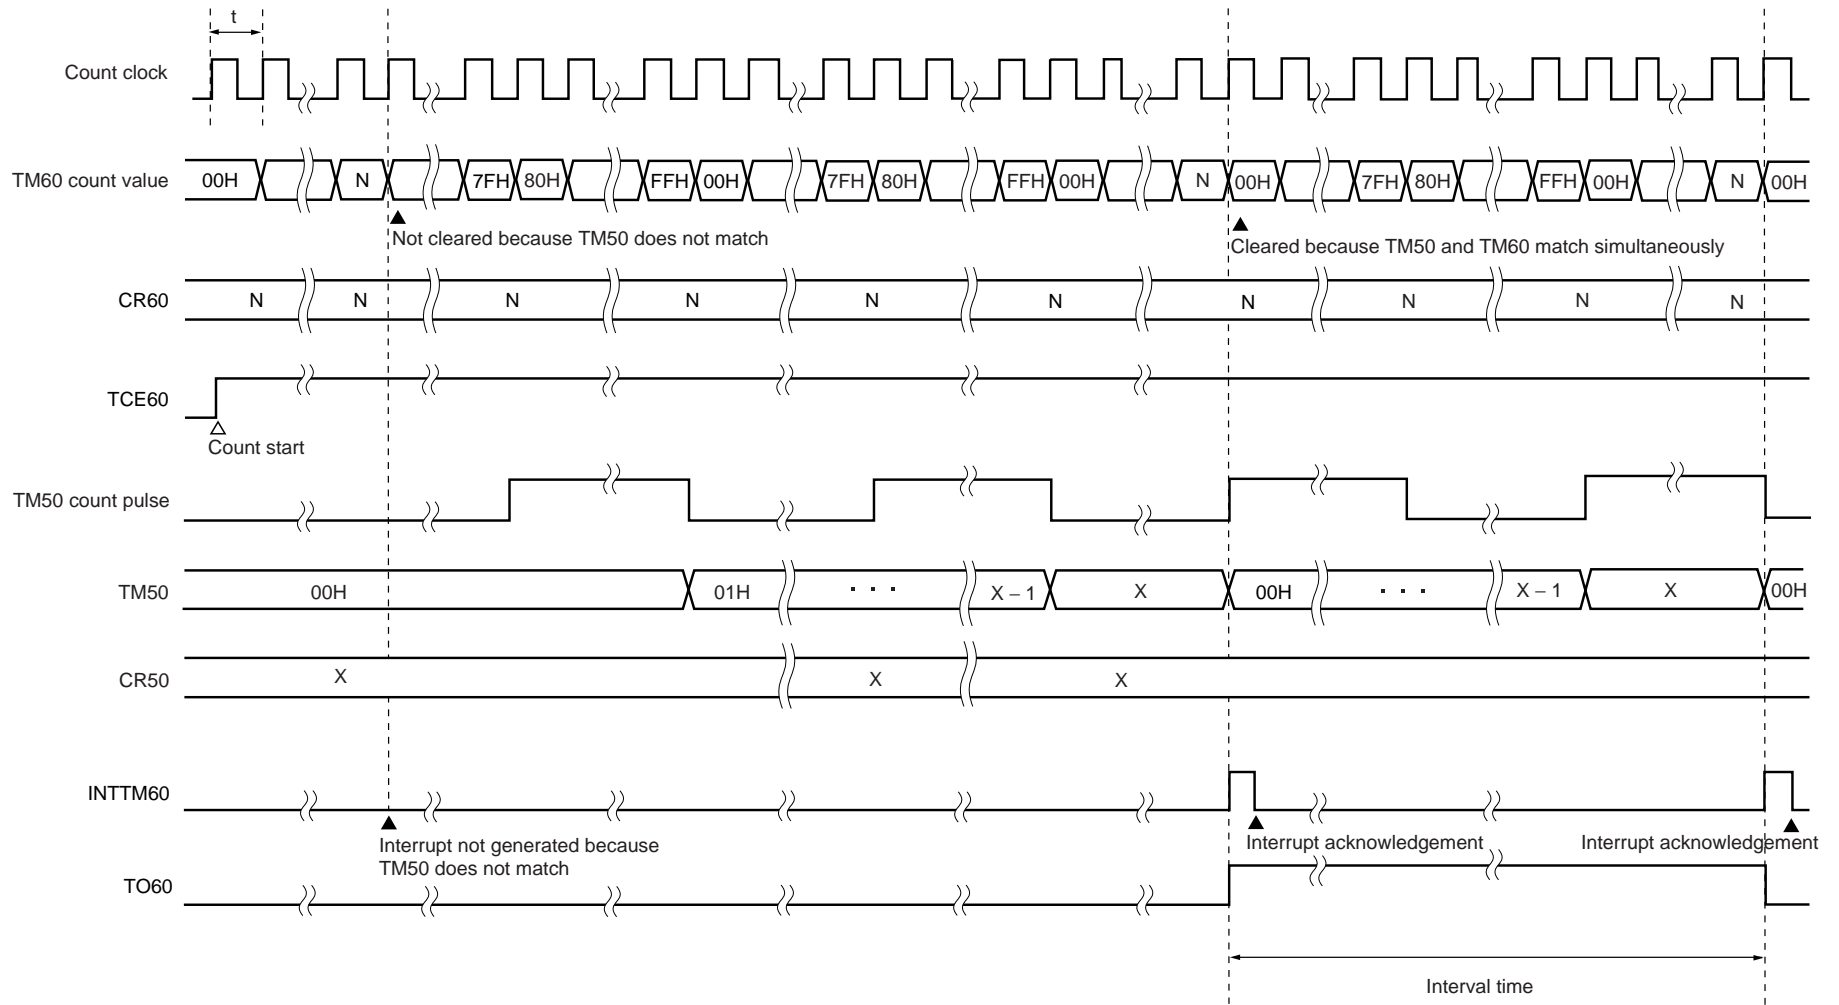 t
Count clock
TM60 count value 00H N 7FH 80H FFH 00H 7FH 80H FFH 00H N 00H 7FH 80H FFH 00H N 00H
Not cleared because TM50 does not match
Cleared because TM50 and TM60 match simultaneously
CR60 N N N N N N N N N N
TCE60
Count start
TM50 count pulse
TM50 00H 01H · · · X – 1 X 00H · · · X – 1 X 00H
CR50 X X X
INTTM60
Interrupt not generated because
TM50 does not match
Interrupt acknowledgement Interrupt acknowledgement
TO60
Interval time